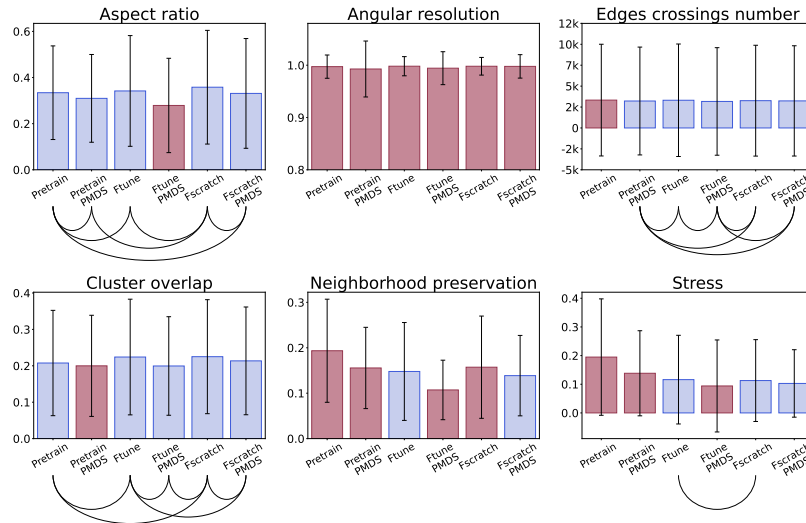 Aspect ratio
0.6
0.4
0.2
0.0
Pretrain
Pretrain
PMDS
Ftune
Ftune
PMDS
Fscratch
Fscratch
PMDS
Angular resolution
1.0
0.9
0.8
Pretrain
Pretrain
PMDS
Ftune
Ftune
PMDS
Fscratch
Fscratch
PMDS
Edges crossings number
12k
10k
8k
5k
2k
0
-2k
-5k
Pretrain
Pretrain
PMDS
Ftune
Ftune
PMDS
Fscratch
Fscratch
PMDS
Cluster overlap
0.4
0.3
0.2
0.1
0.0
Pretrain
Pretrain
PMDS
Ftune
Ftune
PMDS
Fscratch
Fscratch
PMDS
Neighborhood preservation
0.3
0.2
0.1
0.0
Pretrain
Pretrain
PMDS
Ftune
Ftune
PMDS
Fscratch
Fscratch
PMDS
Stress
0.4
0.3
0.2
0.1
0.0
Pretrain
Pretrain
PMDS
Ftune
Ftune
PMDS
Fscratch
Fscratch
PMDS